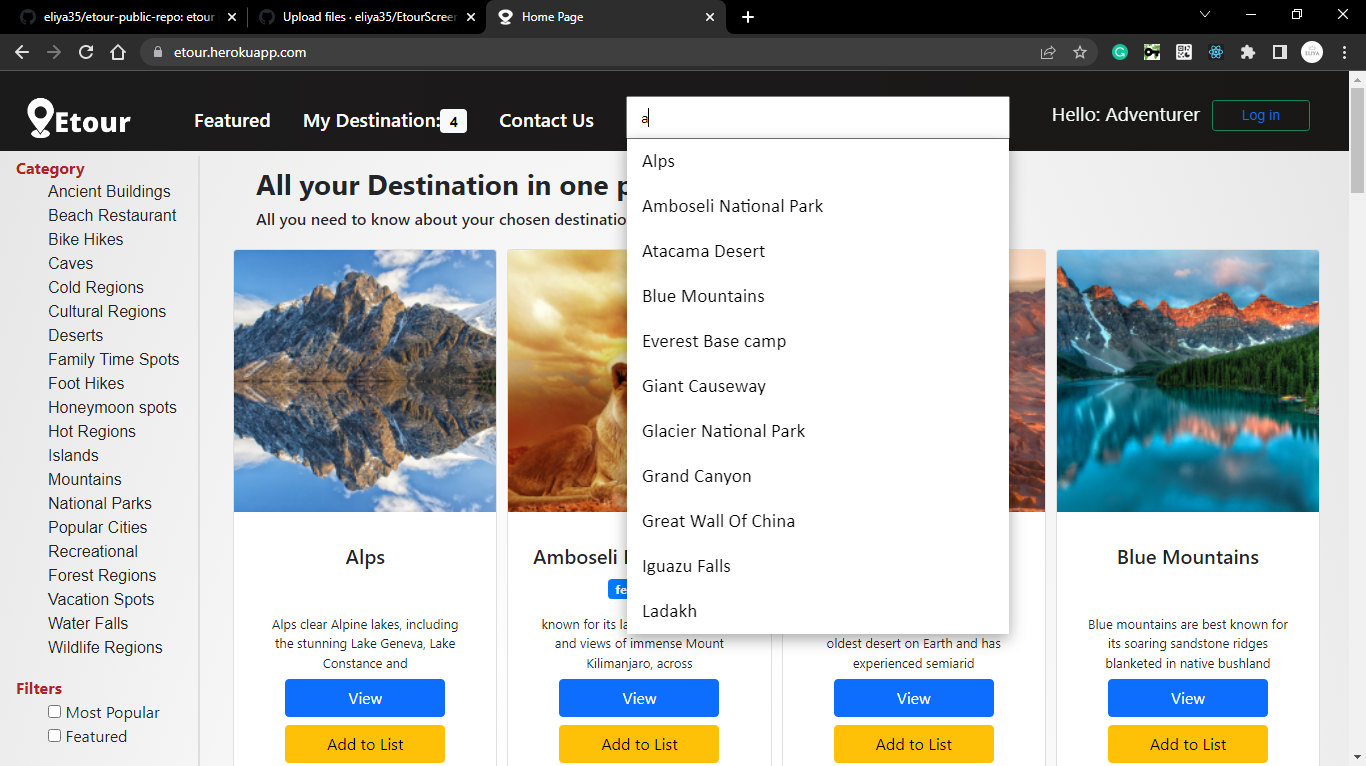 eliya35/etour-public-repo: etour
Upload files · eliya35/EtourScreen
Home Page
etour.herokuapp.com
Etour
Featured
My Destination: 4
Contact Us
a
Hello: Adventurer
Log in
Category
Ancient Buildings
Beach Restaurant
Bike Hikes
Caves
Cold Regions
Cultural Regions
Deserts
Family Time Spots
Foot Hikes
Honeymoon spots
Hot Regions
Islands
Mountains
National Parks
Popular Cities
Recreational
Forest Regions
Vacation Spots
Water Falls
Wildlife Regions
Filters
Most Popular
Featured
All your Destination in one
All you need to know about your chosen destinatio
Alps
Amboseli National Park
Atacama Desert
Blue Mountains
Everest Base camp
Giant Causeway
Glacier National Park
Grand Canyon
Great Wall Of China
Iguazu Falls
Ladakh
Alps
Alps clear Alpine lakes, including
the stunning Lake Geneva, Lake
Constance and
View
Add to List
Amboseli
fe
known for its la
and views of immense Mount
Kilimanjaro, across
View
Add to List
oldest desert on Earth and has
experienced semiarid
View
Add to List
Blue Mountains
Blue mountains are best known for
its soaring sandstone ridges
blanketed in native bushland
View
Add to List